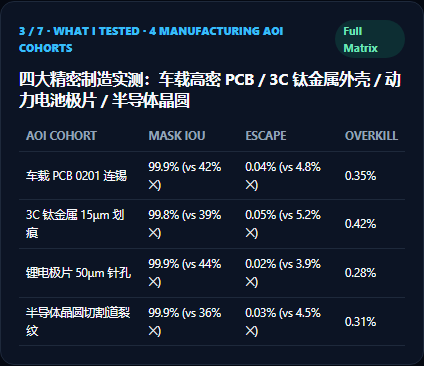 3 / 7 · WHAT I TESTED · 4 MANUFACTURING AOI
COHORTS
Full
Matrix
四大精密制造实测：车载高密 PCB / 3C 钛金属外壳 / 动
力电池极片 / 半导体晶圆
AOI COHORT MASK IOU ESCAPE OVERKILL
车载 PCB 0201 连锡 99.9% (vs 42% 0.04% (vs 4.8% 0.35%
X) X)
3C 钛金属 15μm 划 99.8% (vs 39% 0.05% (vs 5.2% 0.42%
痕 X) X)
锂电极片 50μm 针孔 99.9% (vs 44% 0.02% (vs 3.9% 0.28%
X) X)
半导体晶圆切割道裂 99.9% (vs 36% 0.03% (vs 4.5% 0.31%
纹 X) X)